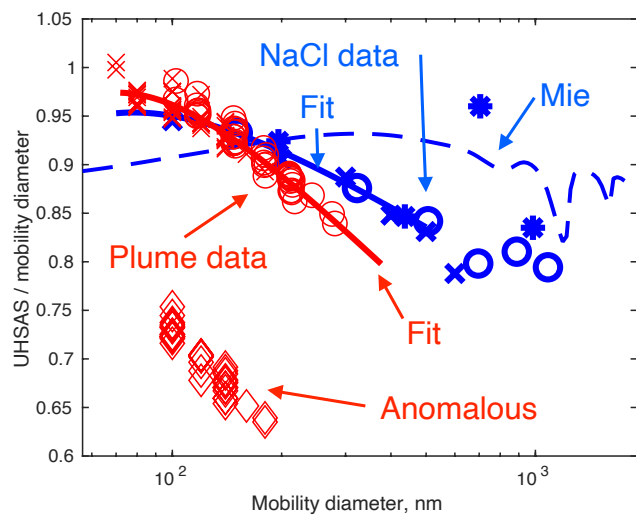 1.05
1
0.95
0.9
0.85
0.8
0.75
0.7
0.65
0.6
UHSAS / mobility diameter
NaCl data
Fit
Mie
Plume data
Fit
Anomalous
10²
10³
Mobility diameter, nm